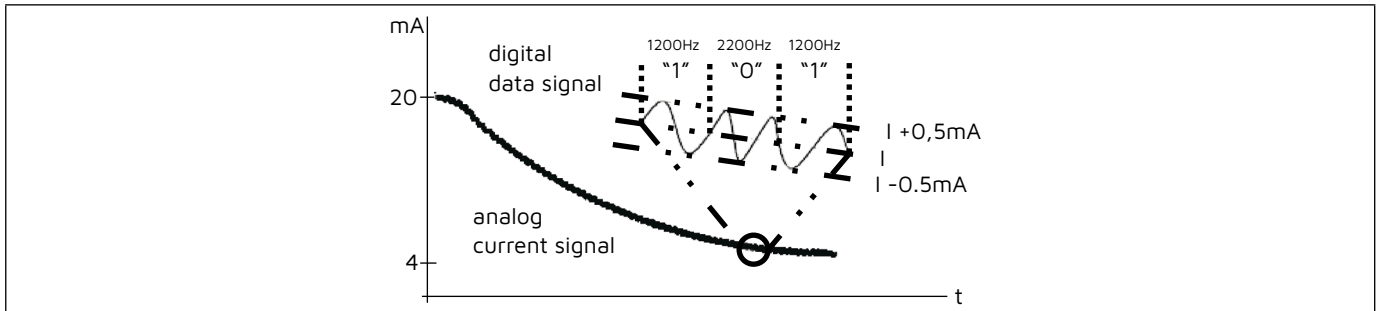 mA
digital
data signal
1200Hz 2200Hz 1200Hz
“1” “0” “1”
20
I +0,5mA
I
I -0.5mA
analog
current signal
4
t